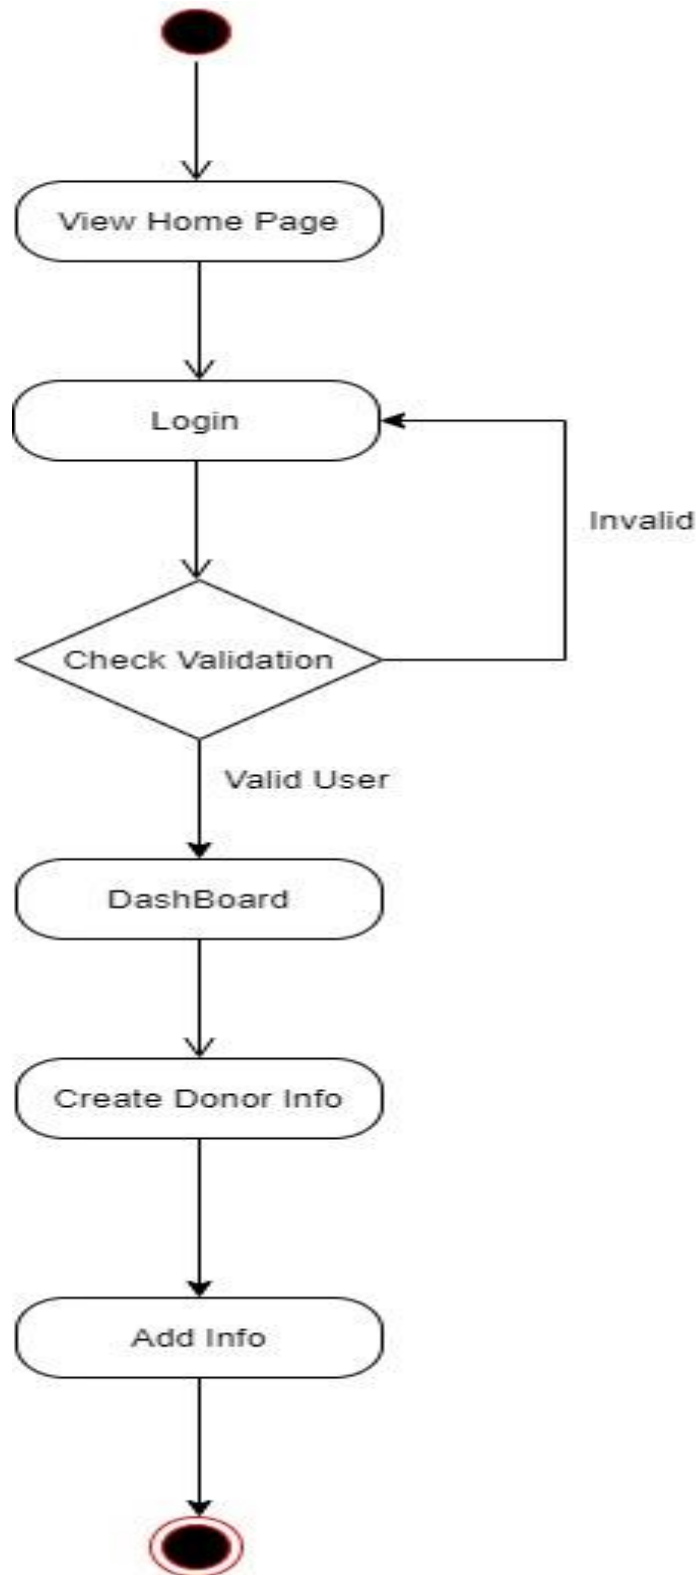 View Home Page
Login
Invalid
Check Validation
Valid User
DashBoard
Create Donor Info
Add Info